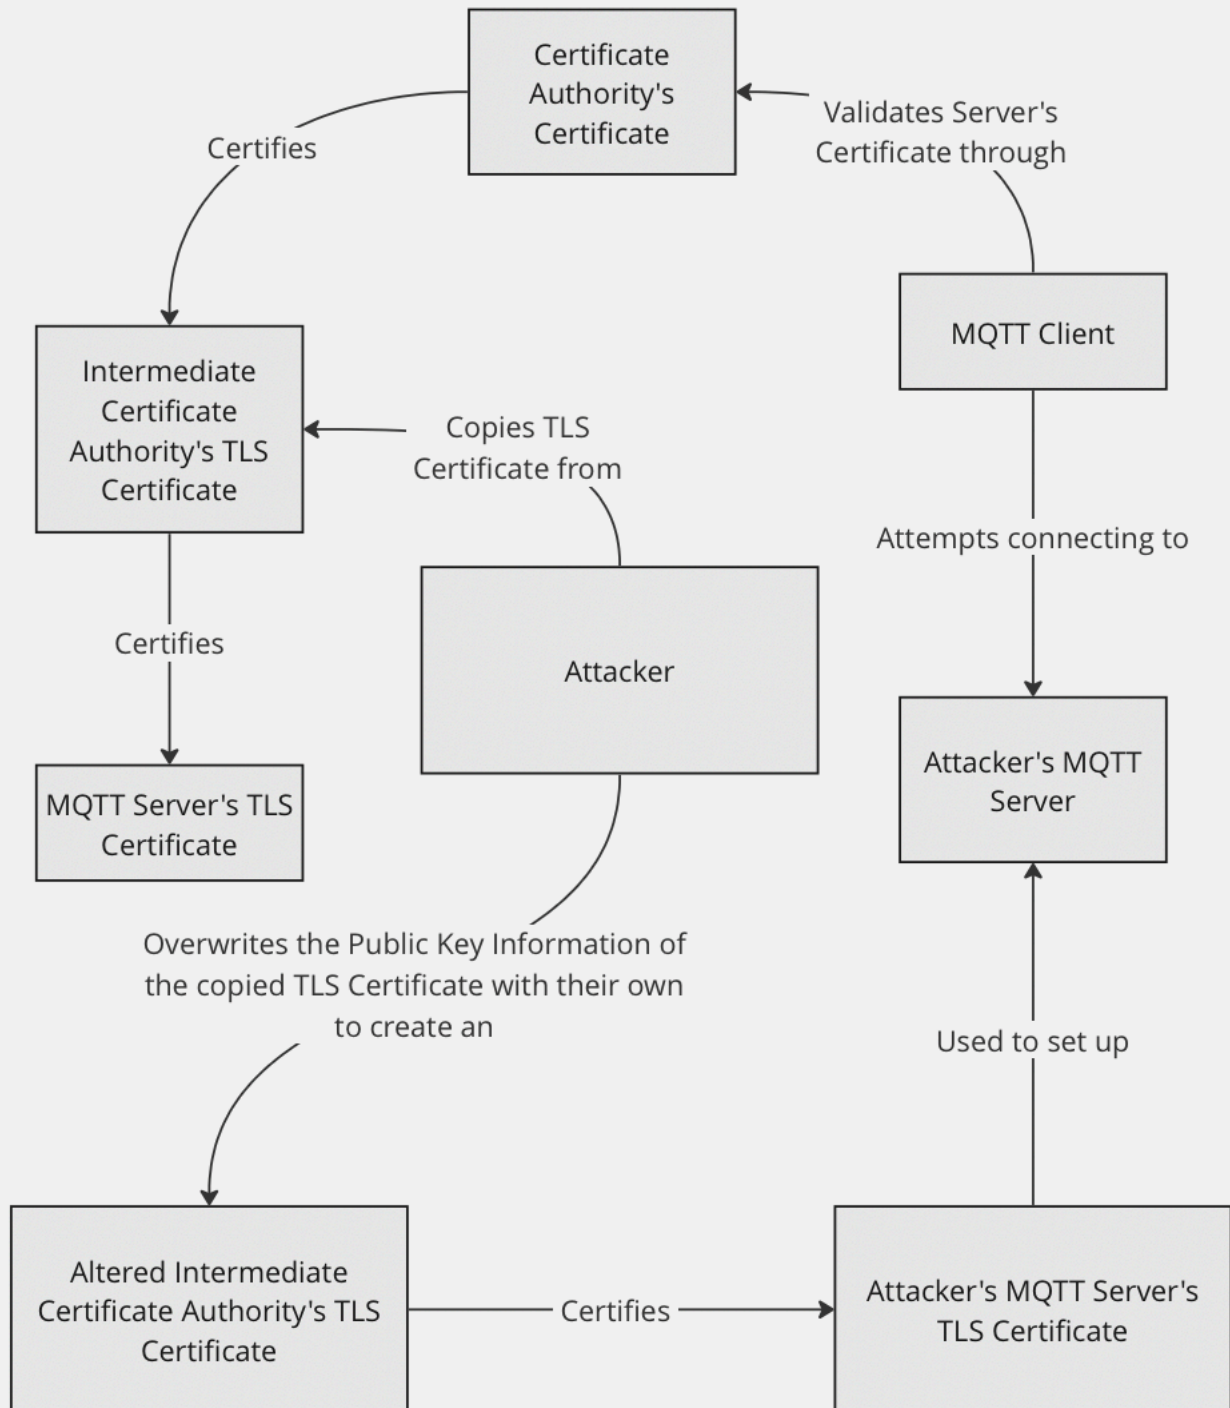 Certificate
Authority's
Certificate
Validates Server's
Certificate through
Certifies
MQTT Client
Intermediate
Certificate
Authority's TLS
Certificate
Copies TLS
Certificate from
Attempts connecting to
Certifies
Attacker
Attacker's MQTT
Server
MQTT Server's TLS
Certificate
Overwrites the Public Key Information of
the copied TLS Certificate with their own
to create an
Used to set up
Altered Intermediate
Certificate Authority's TLS
Certificate
Certifies
Attacker's MQTT Server's
TLS Certificate